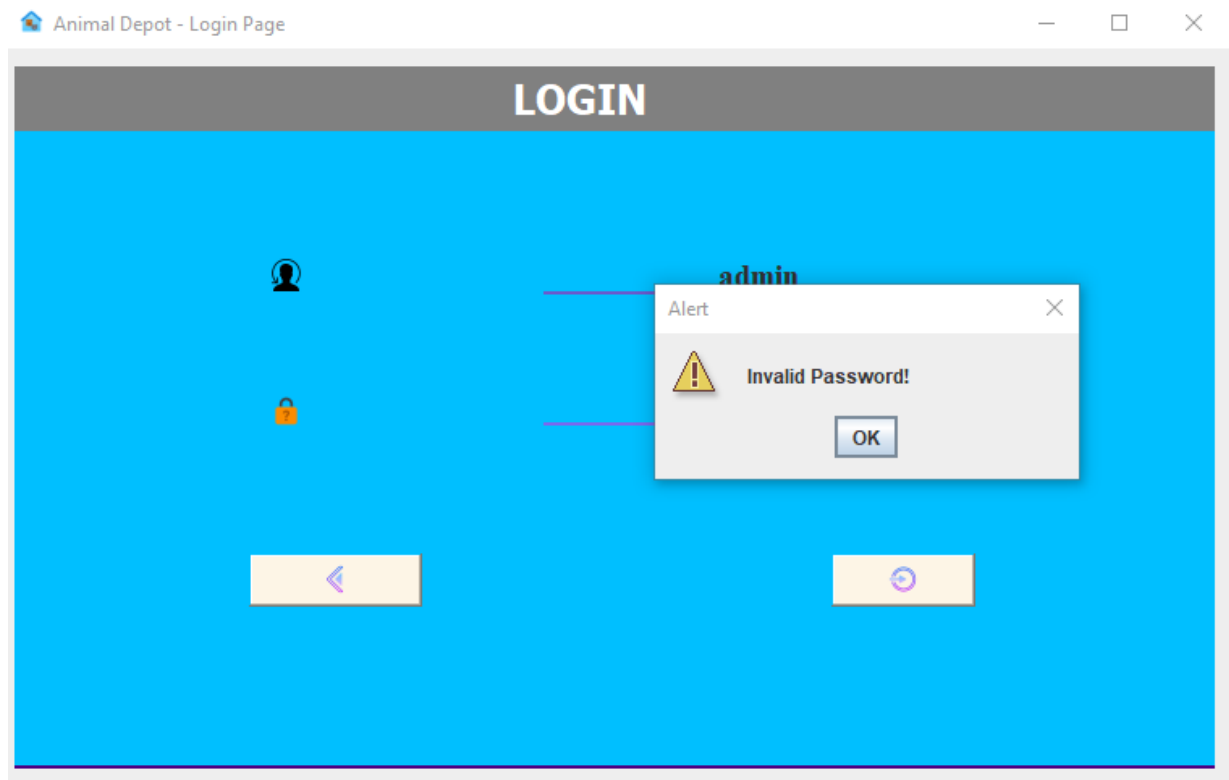 Animal Depot - Login Page
LOGIN
admin
Alert
Invalid Password!
OK
?